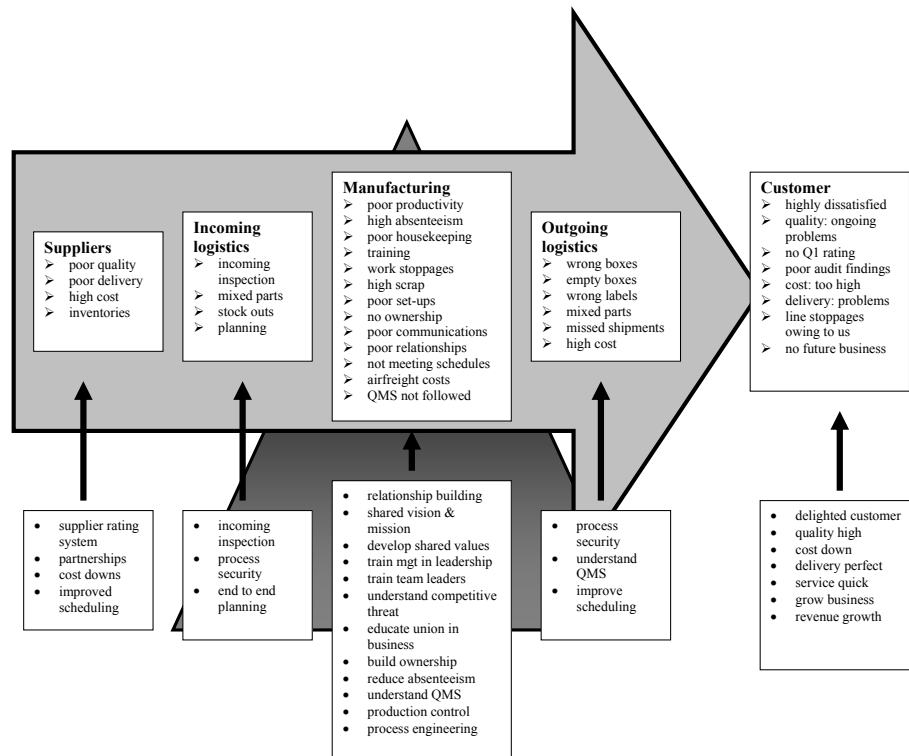 Suppliers
➢ poor quality
➢ poor delivery
➢ high cost
➢ inventories
Incoming
logistics
➢ incoming
inspection
➢ mixed parts
➢ stock outs
➢ planning
Manufacturing
➢ poor productivity
➢ high absenteeism
➢ poor housekeeping
➢ training
➢ work stoppages
➢ high scrap
➢ poor set-ups
➢ no ownership
➢ poor communications
➢ poor relationships
➢ not meeting schedules
➢ airfreight costs
➢ QMS not followed
Outgoing
logistics
➢ wrong boxes
➢ empty boxes
➢ wrong labels
➢ mixed parts
➢ missed shipments
➢ high cost
Customer
➢ highly dissatisfied
➢ quality: ongoing
problems
➢ no Q1 rating
➢ poor audit findings
➢ cost: too high
➢ delivery: problems
➢ line stoppages
owing to us
➢ no future business
• supplier rating
system
• partnerships
• cost downs
• improved
scheduling
• incoming
inspection
• process
security
• end to end
planning
• relationship building
• shared vision &
mission
• develop shared values
• train mgt in leadership
• train team leaders
• understand competitive
threat
• educate union in
business
• build ownership
• reduce absenteeism
• understand QMS
• production control
• process engineering
• process
security
• understand
QMS
• improve
scheduling
• delighted customer
• quality high
• cost down
• delivery perfect
• service quick
• grow business
• revenue growth